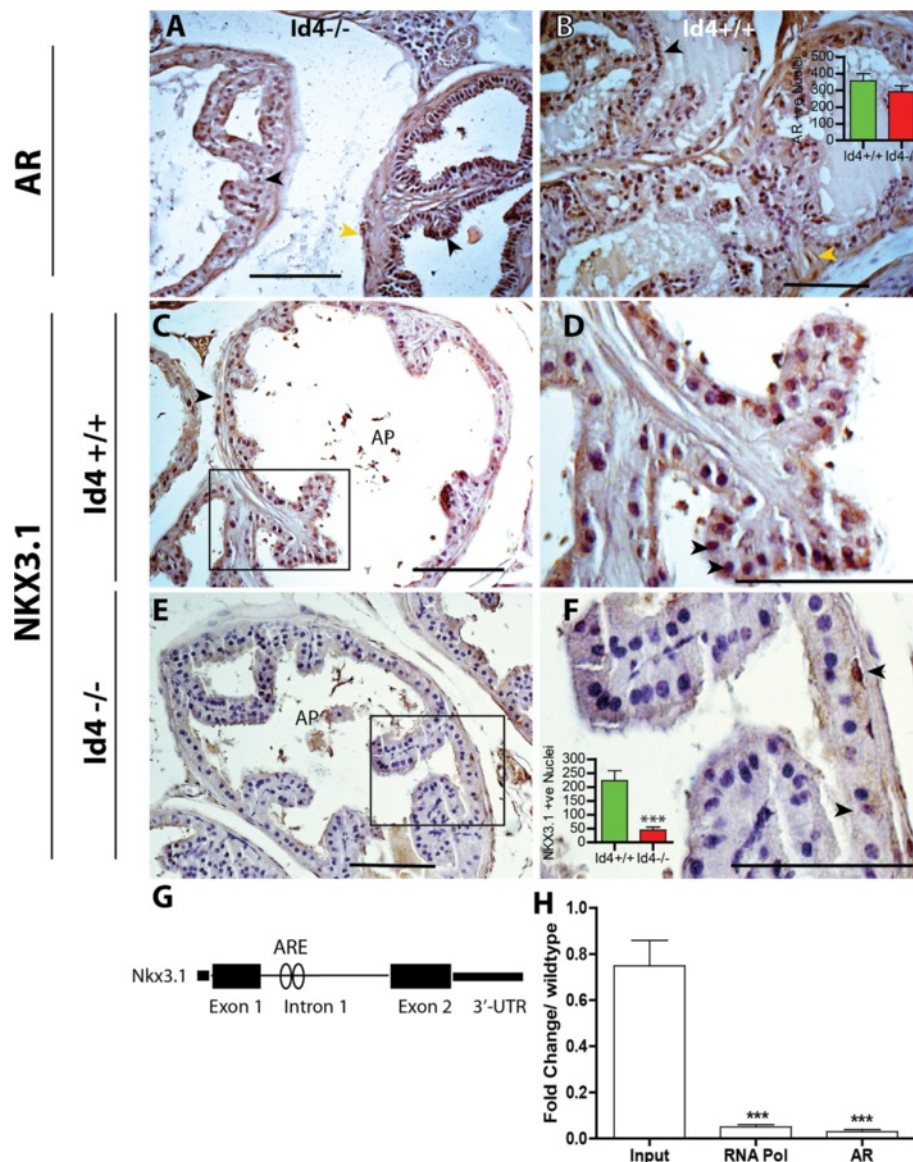 AR
NKX3.1
Id4 +/+
Id4 -/-
A
Id4-/-
B
Id4+/+
AR +ve Nuclei
400
300
200
100
0
Id4+/+ Id4-/-
C
AP
D
E
AP
F
NKX3.1 +ve Nuclei
250
200
150
100
50
0
***
Id4+/+ Id4-/-
G
ARE
Nkx3.1
Exon 1 Intron 1 Exon 2 3'-UTR
H
Fold Change/ wildtype
1.0
0.8
0.6
0.4
0.2
0.0
*** ***
Input RNA Pol AR